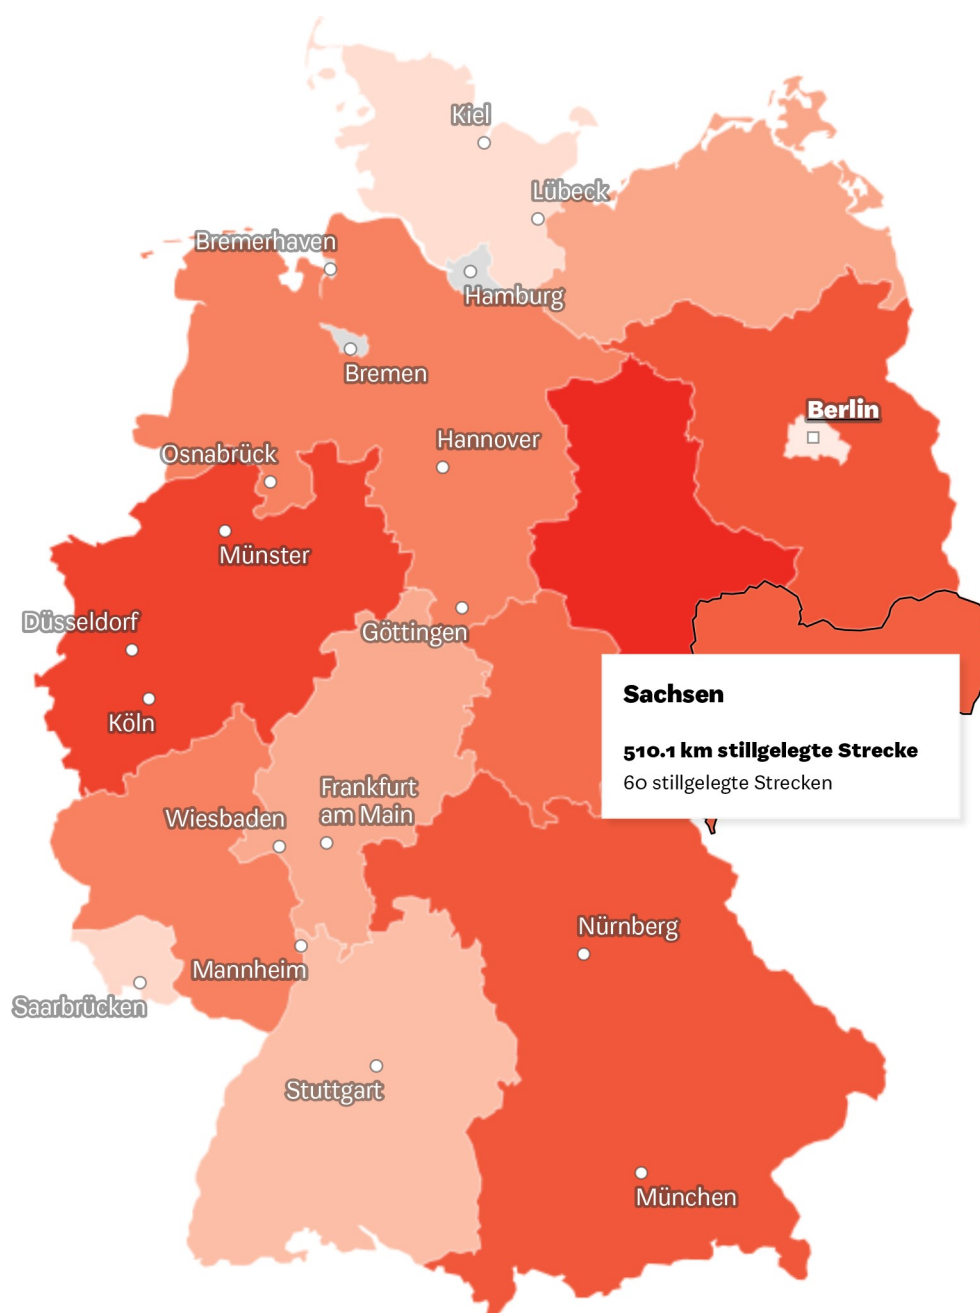 Kiel
Lübeck
Bremerhaven
Hamburg
Bremen
Berlin
Hannover
Osnabrück
Münster
Düsseldorf
Göttingen
Sachsen
Köln
510.1 km stillgelegte Strecke
60 stillgelegte Strecken
Frankfurt
am Main
Wiesbaden
Nürnberg
Mannheim
Saarbrücken
Stuttgart
München